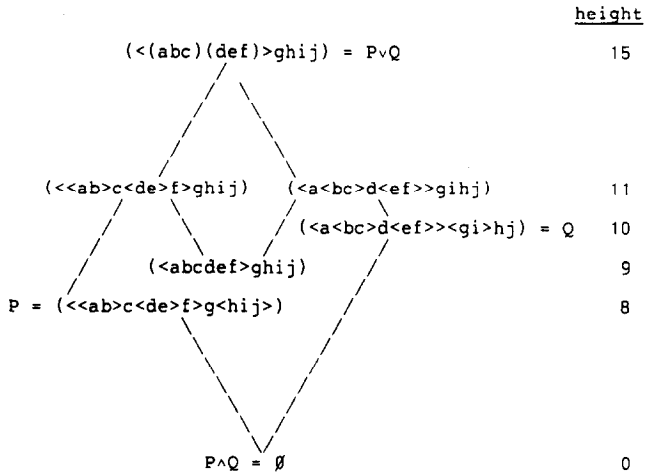 height
(<(abc)(def)>ghij) = P∨Q 15
(<<ab>c<de>f>ghij) (<a<bc>d<ef>>gihj) 11
(<a<bc>d<ef>><gi>hj) = Q 10
(<abcdef>ghij) 9
P = (<<ab>c<de>f>g<hij>) 8
P∧Q = Ø 0